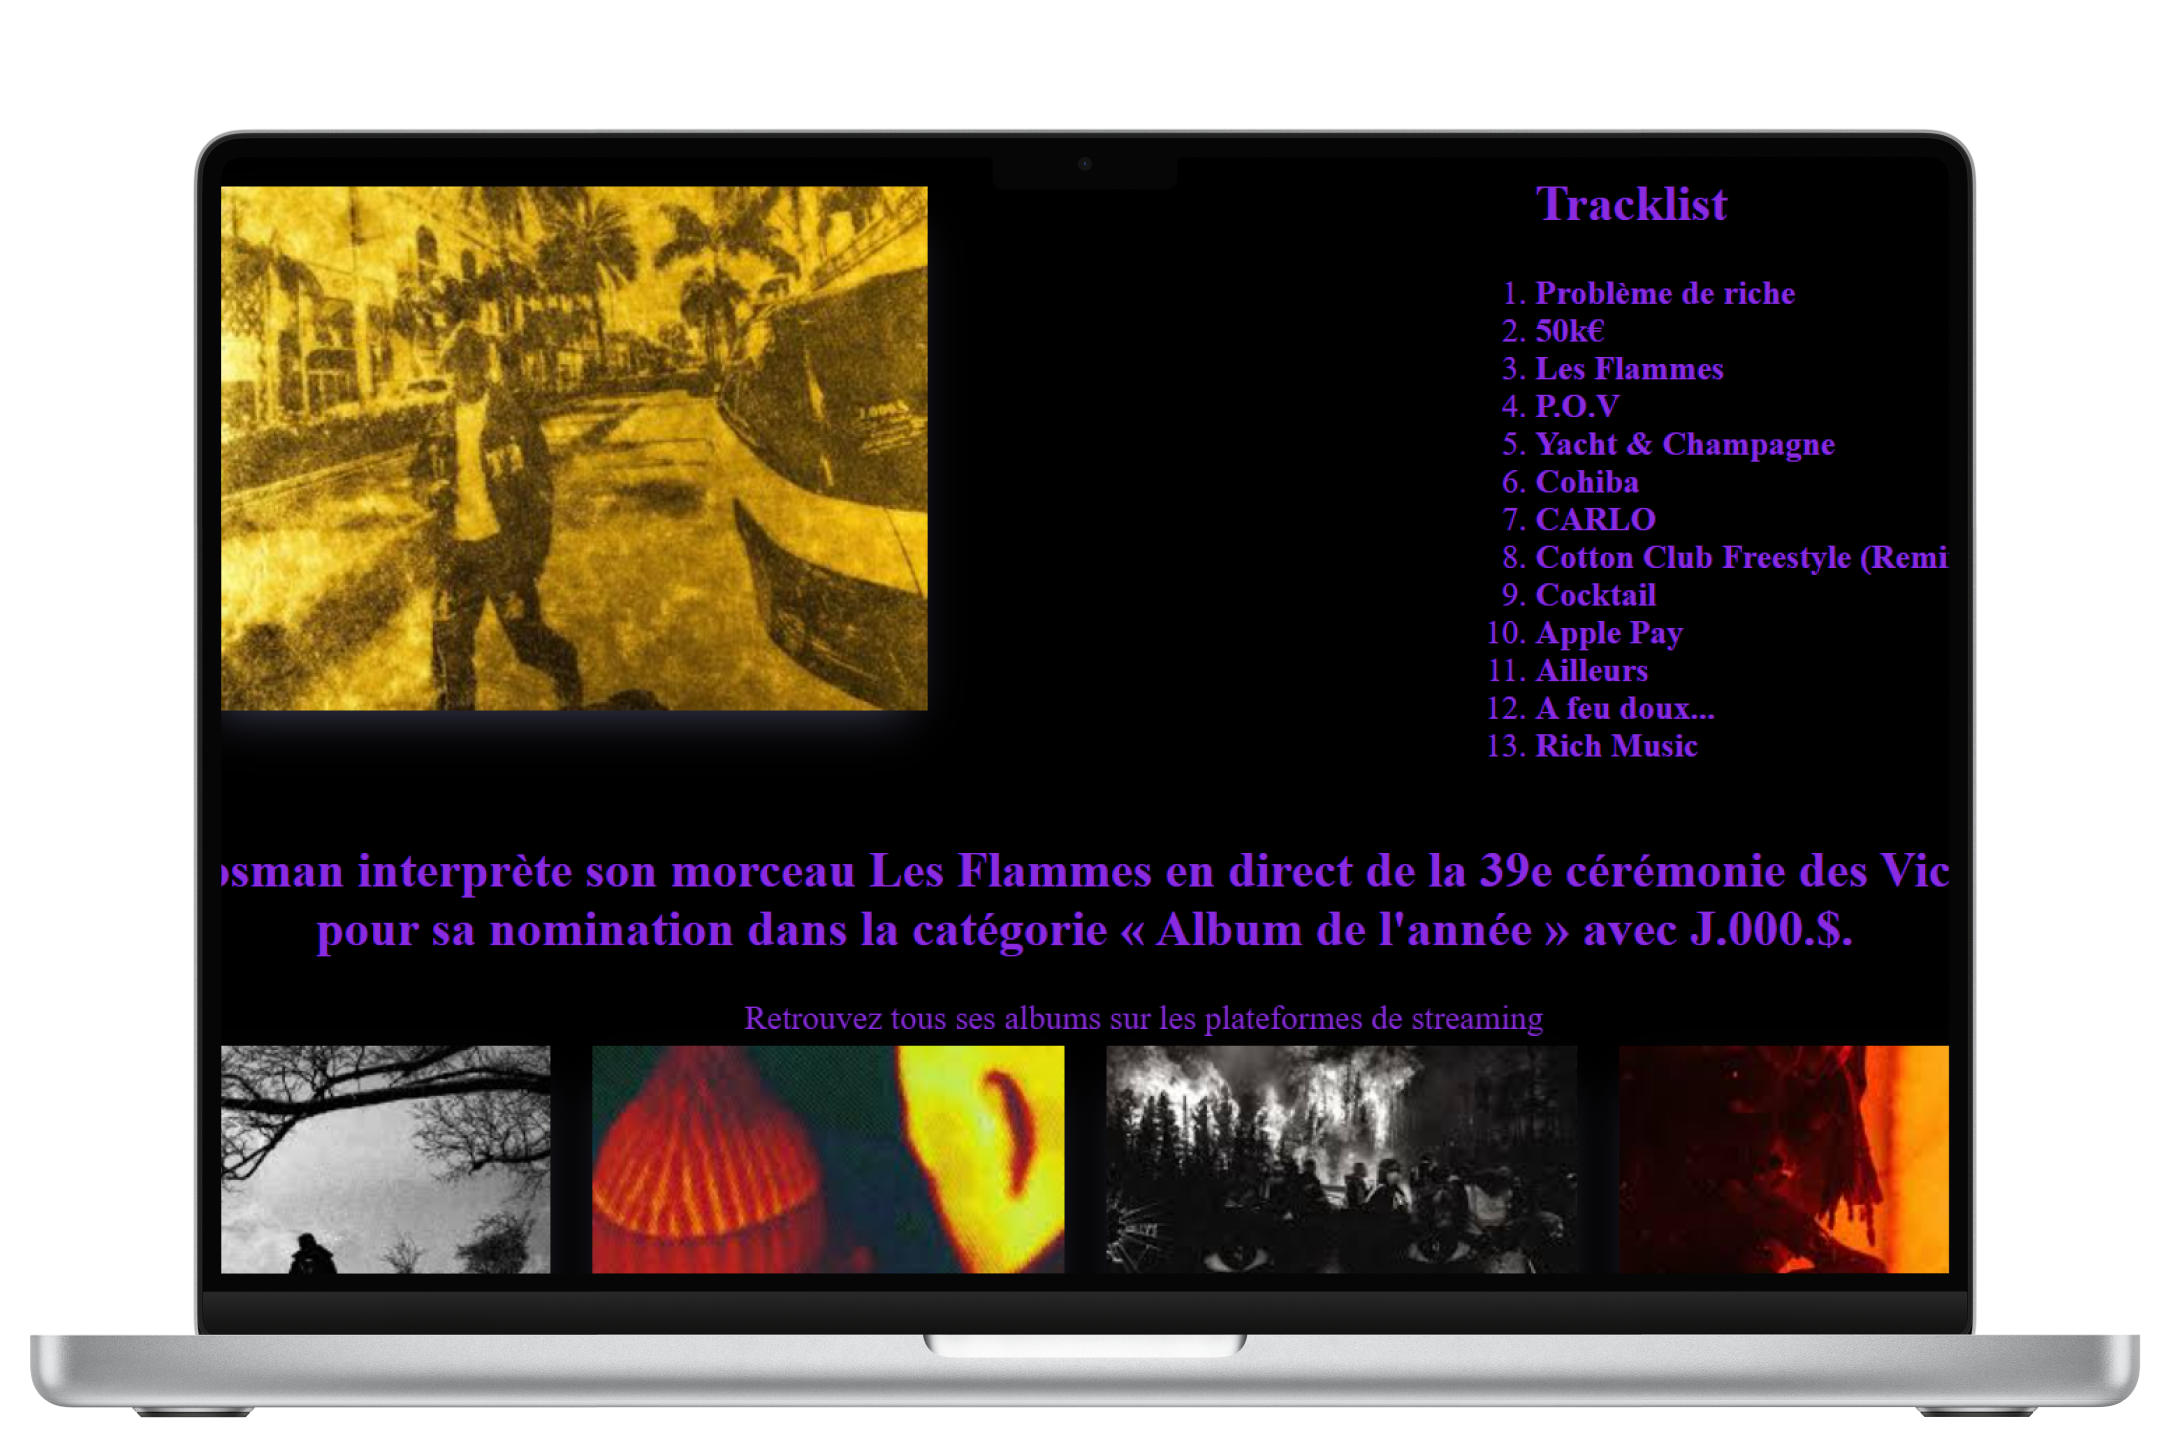 Tracklist
1. Problème de riche
2. 50k€
3. Les Flammes
4. P.O.V
5. Yacht & Champagne
6. Cohiba
7. CARLO
8. Cotton Club Freestyle (Remi
9. Cocktail
10. Apple Pay
11. Ailleurs
12. A feu doux...
13. Rich Music
osman interprète son morceau Les Flammes en direct de la 39e cérémonie des Vic
pour sa nomination dans la catégorie « Album de l'année » avec J.000.$.
Retrouvez tous ses albums sur les plateformes de streaming